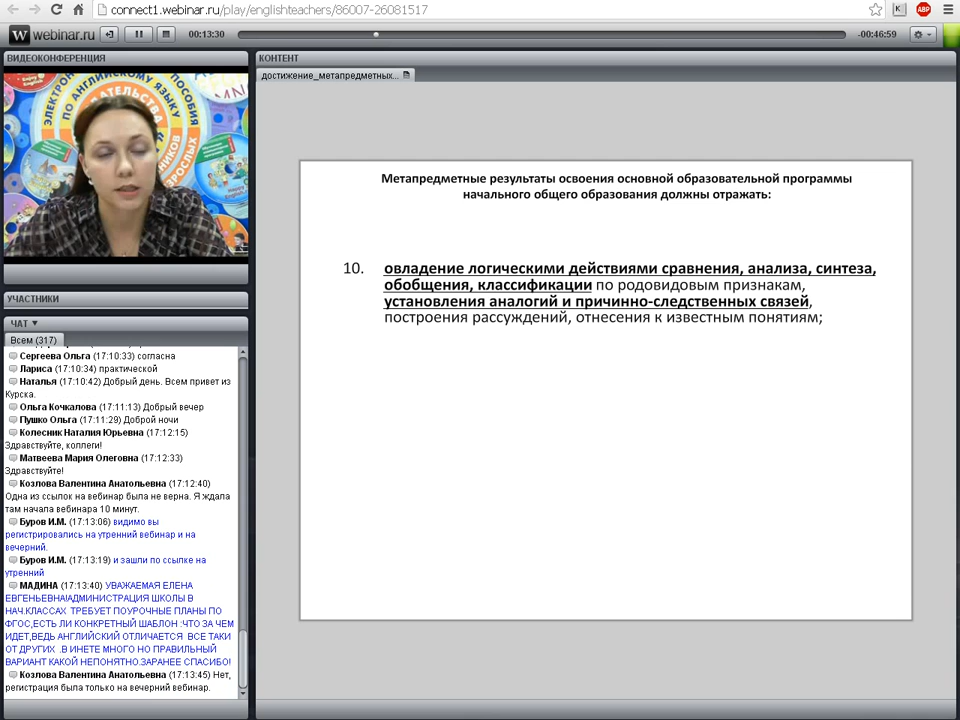 connect1.webinar.ru/play/englishteachers/86007-26081517
ABP
W webinar.ru
00:13:30
-00:46:59
ВИДЕОКОНФЕРЕНЦИЯ
КОНТЕНТ
достижение_метапредметных...
ПО АНГЛИЙСКОМУ ЯЗЫКУ
ПОСОБИЯ
Метапредметные результаты освоения основной образовательной программы
начального общего образования должны отражать:
10. овладение логическими действиями сравнения, анализа, синтеза,
обобщения, классификации по родовидовым признакам,
установления аналогий и причинно-следственных связей,
построения рассуждений, отнесения к известным понятиям;
УЧАСТНИКИ
ЧАТ
Всем (317)
Сергеева Ольга (17:10:33) согласна
Лариса (17:10:34) практической
Наталья (17:10:42) Добрый день. Всем привет из
Курска.
Ольга Кочкалова (17:11:13) Добрый вечер
Пушко Ольга (17:11:29) Доброй ночи
Колесник Наталия Юрьевна (17:12:15)
Здравствуйте, коллеги!
Матвеева Мария Олеговна (17:12:33)
Здравствуйте!
Козлова Валентина Анатольевна (17:12:40)
Одна из ссылок на вебинар была не верна. Я ждала
там начала вебинара 10 минут.
Буров И.М. (17:13:06) видимо вы
регистрировались на утренний вебинар и на
вечерний.
Буров И.М. (17:13:19) и зашли по ссылке на
утренний
МАДИНА (17:13:40) УВАЖАЕМАЯ ЕЛЕНА
ЕВГЕНЬЕВНА!АДМИНИСТРАЦИЯ ШКОЛЫ В
НАЧ.КЛАССАХ ТРЕБУЕТ ПОУРОЧНЫЕ ПЛАНЫ ПО
ФГОС,ЕСТЬ ЛИ КОНКРЕТНЫЙ ШАБЛОН :ЧТО ЗА ЧЕМ
ИДЕТ,ВЕДЬ АНГЛИЙСКИЙ ОТЛИЧАЕТСЯ ВСЕ ТАКИ
ОТ ДРУГИХ .В ИНЕТЕ МНОГО НО ПРАВИЛЬНЫЙ
ВАРИАНТ КАКОЙ НЕПОНЯТНО.ЗАРАНЕЕ СПАСИБО!
Козлова Валентина Анатольевна (17:13:45) Нет,
регистрация была только на вечерний вебинар.